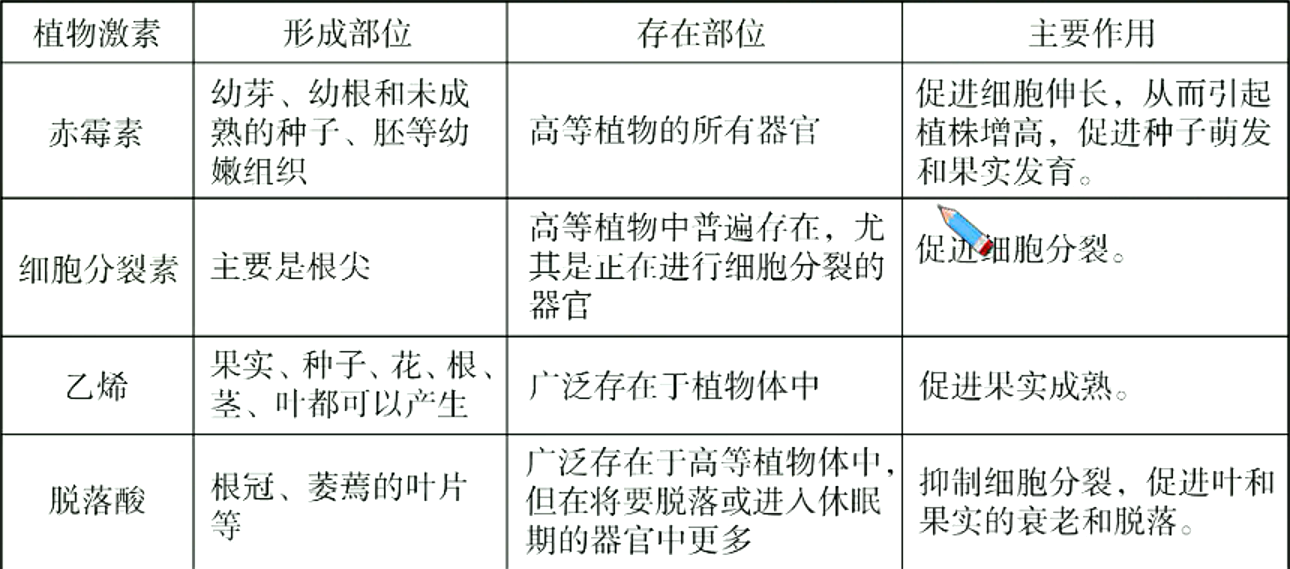 植物激素
形成部位
存在部位
主要作用
赤霉素
幼芽、幼根和未成
熟的种子、胚等幼
嫩组织
高等植物的所有器官
促进细胞伸长，从而引起
植株增高，促进种子萌发
和果实发育。
细胞分裂素
主要是根尖
高等植物中普遍存在，尤
其是正在进行细胞分裂的
器官
促进细胞分裂。
乙烯
果实、种子、花、根、
茎、叶都可以产生
广泛存在于植物体中
促进果实成熟。
脱落酸
根冠、萎蔫的叶片
等
广泛存在于高等植物体中，
但在将要脱落或进入休眠
期的器官中更多
抑制细胞分裂，促进叶和
果实的衰老和脱落。